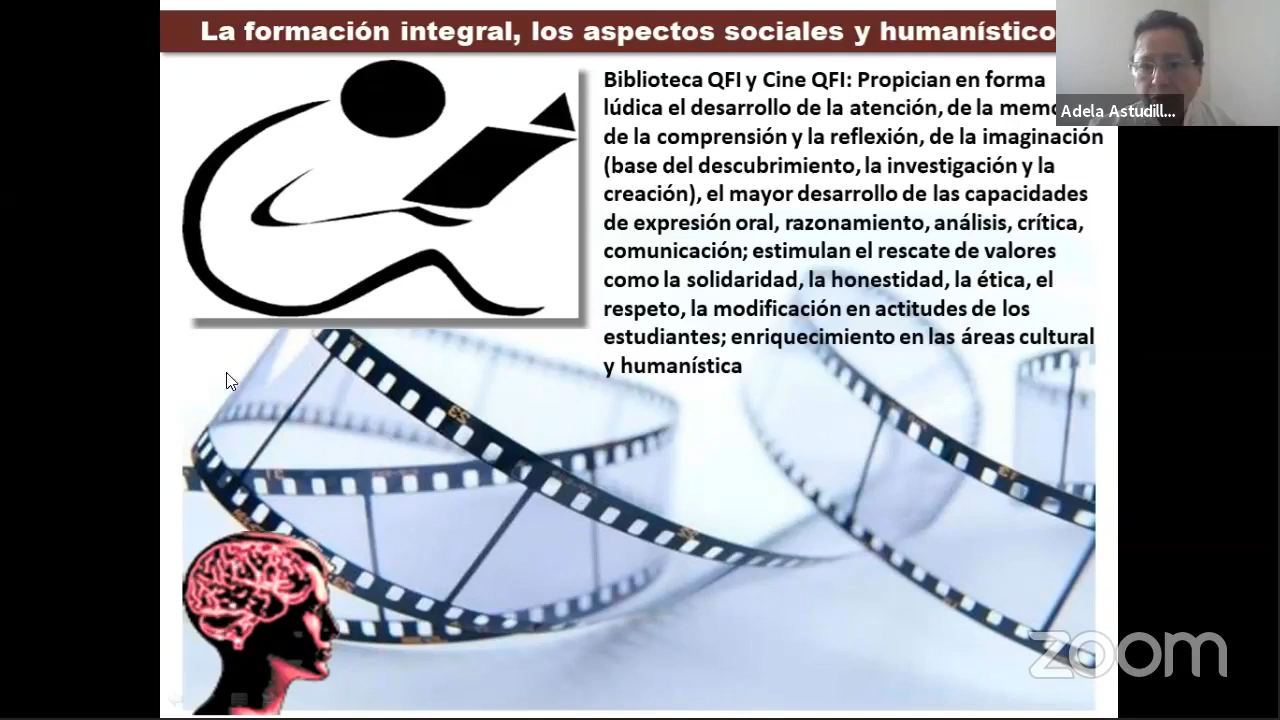 La formación integral, los aspectos sociales y humanístico
Biblioteca QFI y Cine QFI: Propician en forma
lúdica el desarrollo de la atención, de la memo
de la comprensión y la reflexión, de la imaginación
(base del descubrimiento, la investigación y la
creación), el mayor desarrollo de las capacidades
de expresión oral, razonamiento, análisis, crítica,
comunicación; estimulan el rescate de valores
como la solidaridad, la honestidad, la ética, el
respeto, la modificación en actitudes de los
estudiantes; enriquecimiento en las áreas cultural
y humanística
Adela Astudill...
zoom